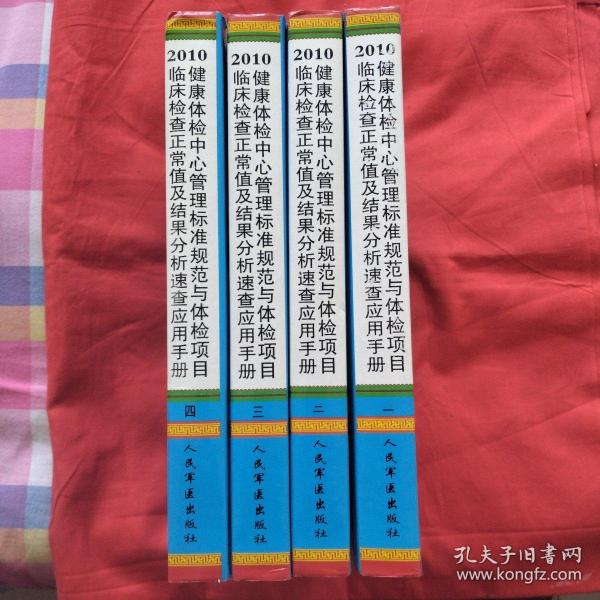 2010
健康体检中心管理标准规范与体检项目
临床检查正常值及结果分析速查应用手册
四
人民军医出版社
2010
健康体检中心管理标准规范与体检项目
临床检查正常值及结果分析速查应用手册
三
人民军医出版社
2010
健康体检中心管理标准规范与体检项目
临床检查正常值及结果分析速查应用手册
二
人民军医出版社
2010
健康体检中心管理标准规范与体检项目
临床检查正常值及结果分析速查应用手册
一
人民军医出版社
孔夫子旧书网
www.kongfz.com